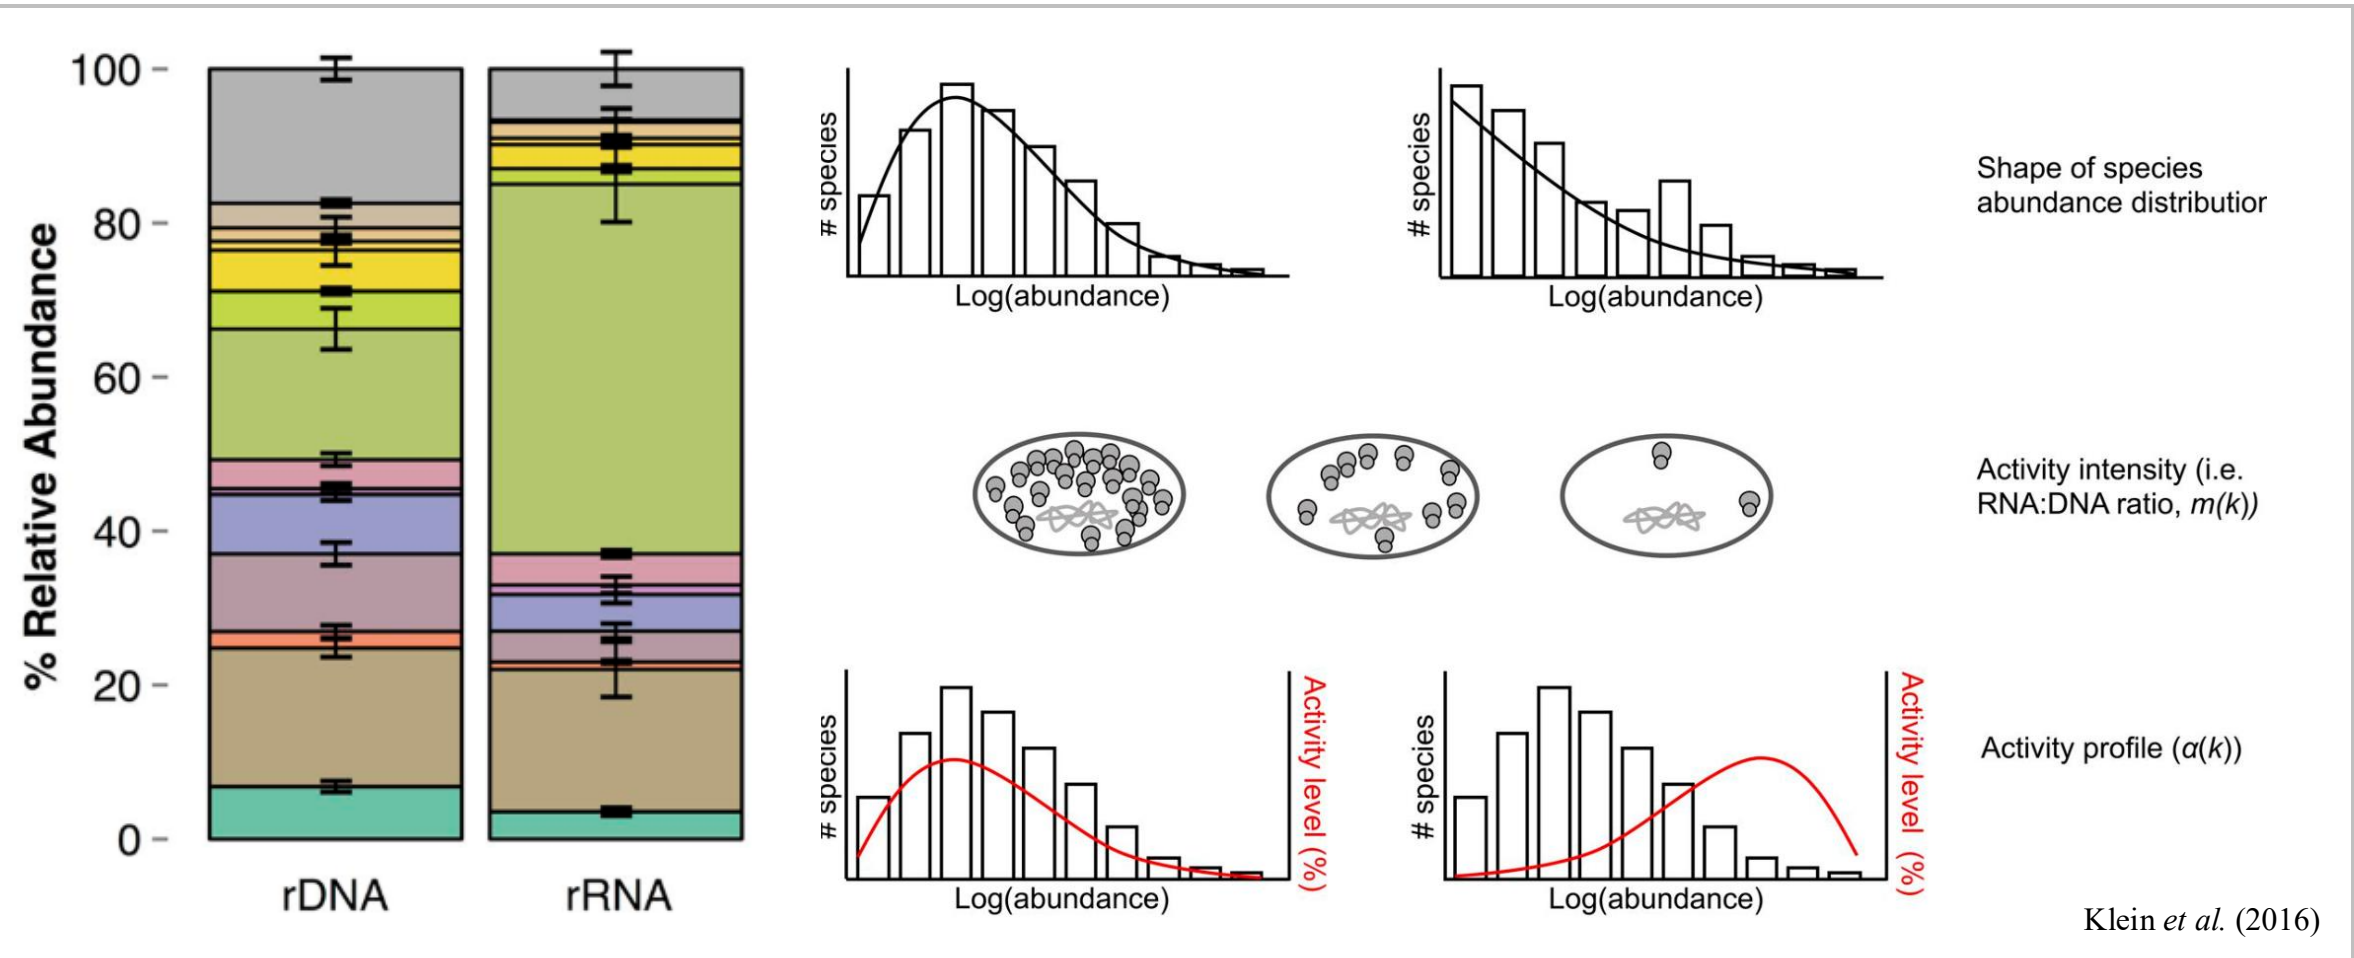 % Relative Abundance
100
80
60
40
20
0
rDNA
rRNA
# species
Log(abundance)
# species
Log(abundance)
Shape of species
abundance distributior
Activity intensity (i.e.
RNA:DNA ratio, m(k))
# species
Log(abundance)
Activity level (%)
# species
Log(abundance)
Activity level (%)
Activity profile (α(k))
Klein et al. (2016)